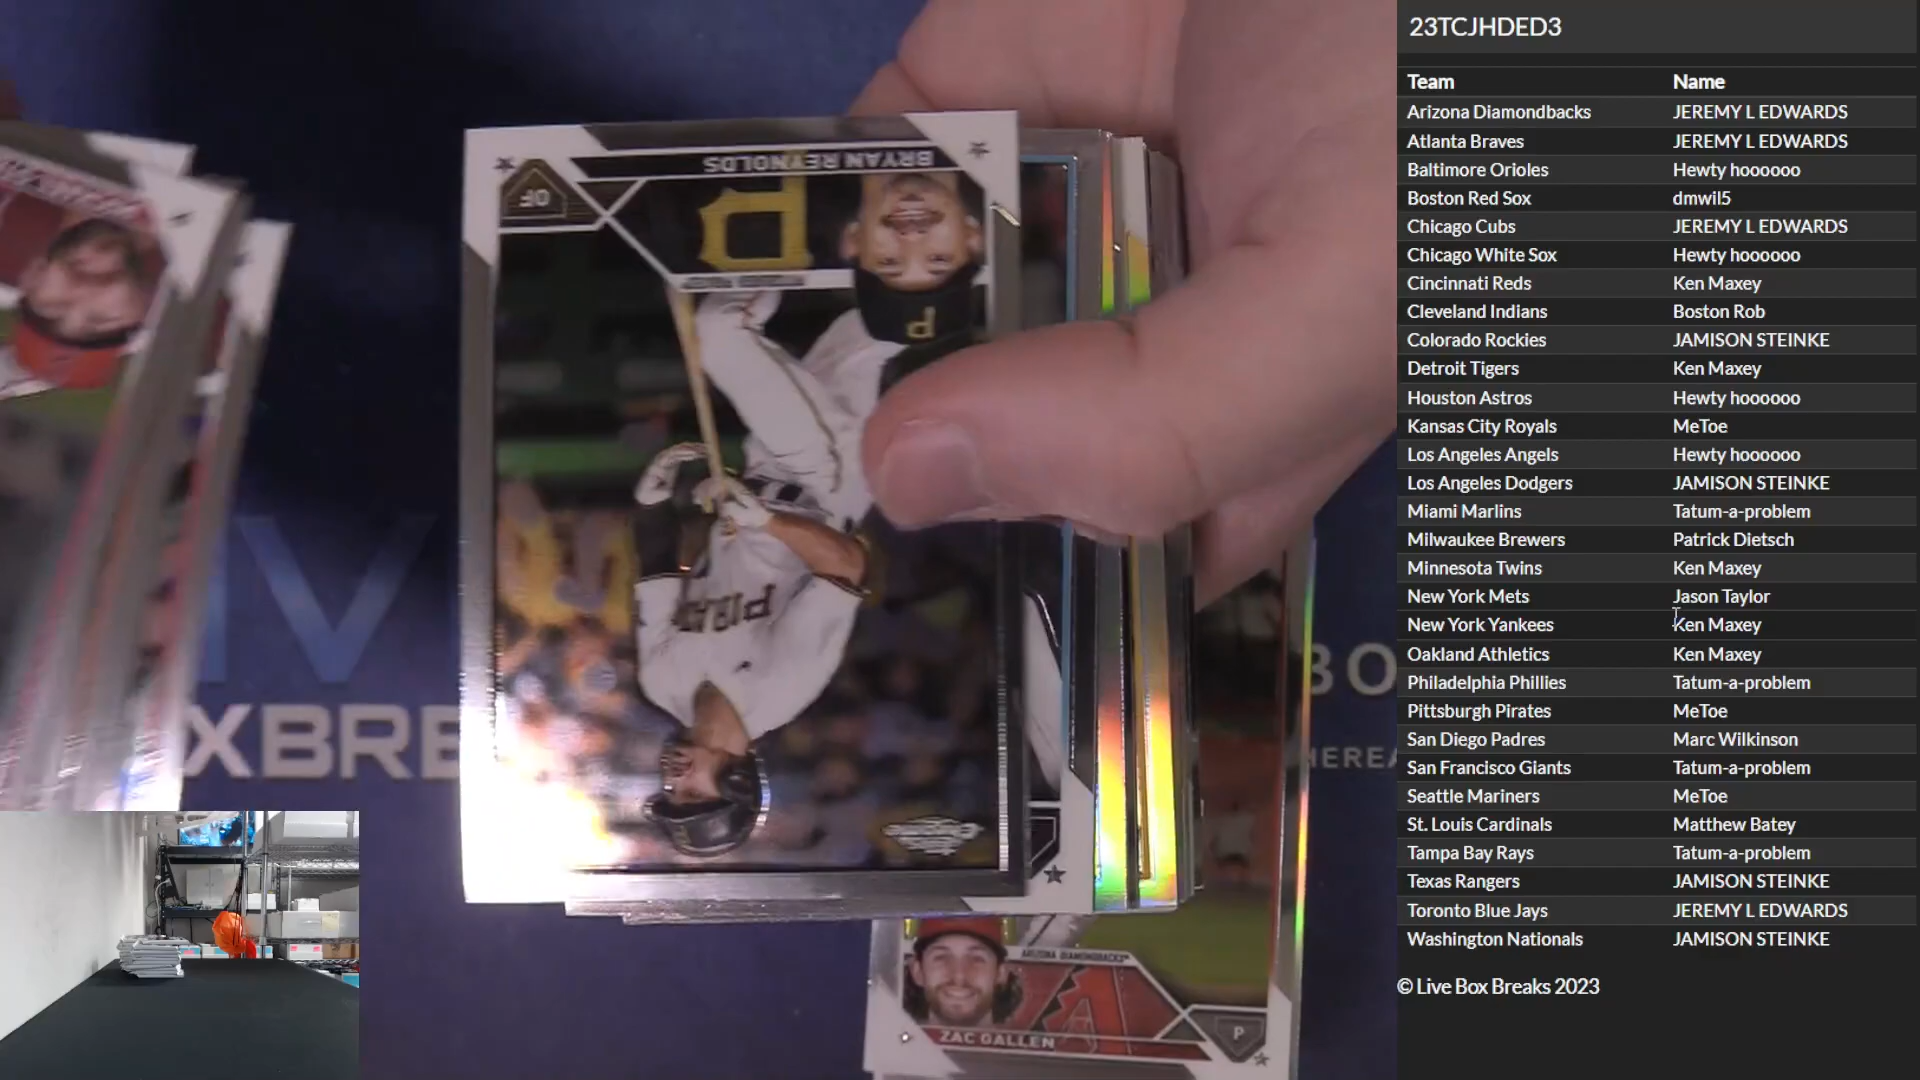 23TCJHDED3
Team Name
Arizona Diamondbacks JEREMY L EDWARDS
Atlanta Braves JEREMY L EDWARDS
Baltimore Orioles Hewty hoooooo
Boston Red Sox dmwil5
Chicago Cubs JEREMY L EDWARDS
Chicago White Sox Hewty hoooooo
Cincinnati Reds Ken Maxey
Cleveland Indians Boston Rob
Colorado Rockies JAMISON STEINKE
Detroit Tigers Ken Maxey
Houston Astros Hewty hoooooo
Kansas City Royals MeToe
Los Angeles Angels Hewty hoooooo
Los Angeles Dodgers JAMISON STEINKE
Miami Marlins Tatum-a-problem
Milwaukee Brewers Patrick Dietsch
Minnesota Twins Ken Maxey
New York Mets Jason Taylor
New York Yankees Ken Maxey
Oakland Athletics Ken Maxey
Philadelphia Phillies Tatum-a-problem
Pittsburgh Pirates MeToe
San Diego Padres Marc Wilkinson
San Francisco Giants Tatum-a-problem
Seattle Mariners MeToe
St. Louis Cardinals Matthew Batey
Tampa Bay Rays Tatum-a-problem
Texas Rangers JAMISON STEINKE
Toronto Blue Jays JEREMY L EDWARDS
Washington Nationals JAMISON STEINKE
© Live Box Breaks 2023
BRYAN REYNOLDS
OF
P
P
PIRA
XBRE
BO
HEREA
ARIZONA DIAMONDBACKS
A
P
ZAC GALLEN